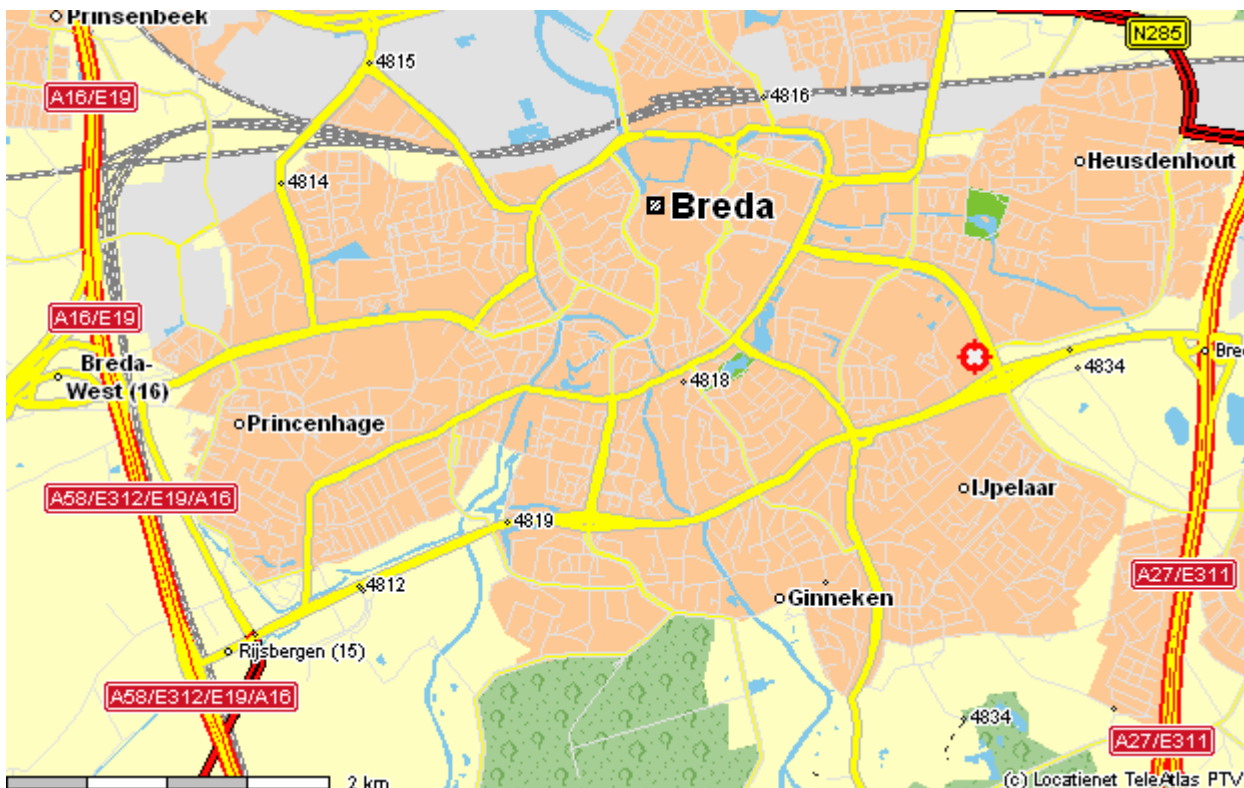 Prinsenbeek
N285
4815
A16/E19
4816
Heusdenhout
4814
Breda
A16/E19
Breda-
West (16)
4834
4818
Princenhage
A58/E312/E19/A16
IJpelaar
4819
A27/E311
4812
Ginneken
Rijsbergen (15)
A58/E312/E19/A16
4834
A27/E311
2 km
(c) Locatienet TeleAtlas PTV